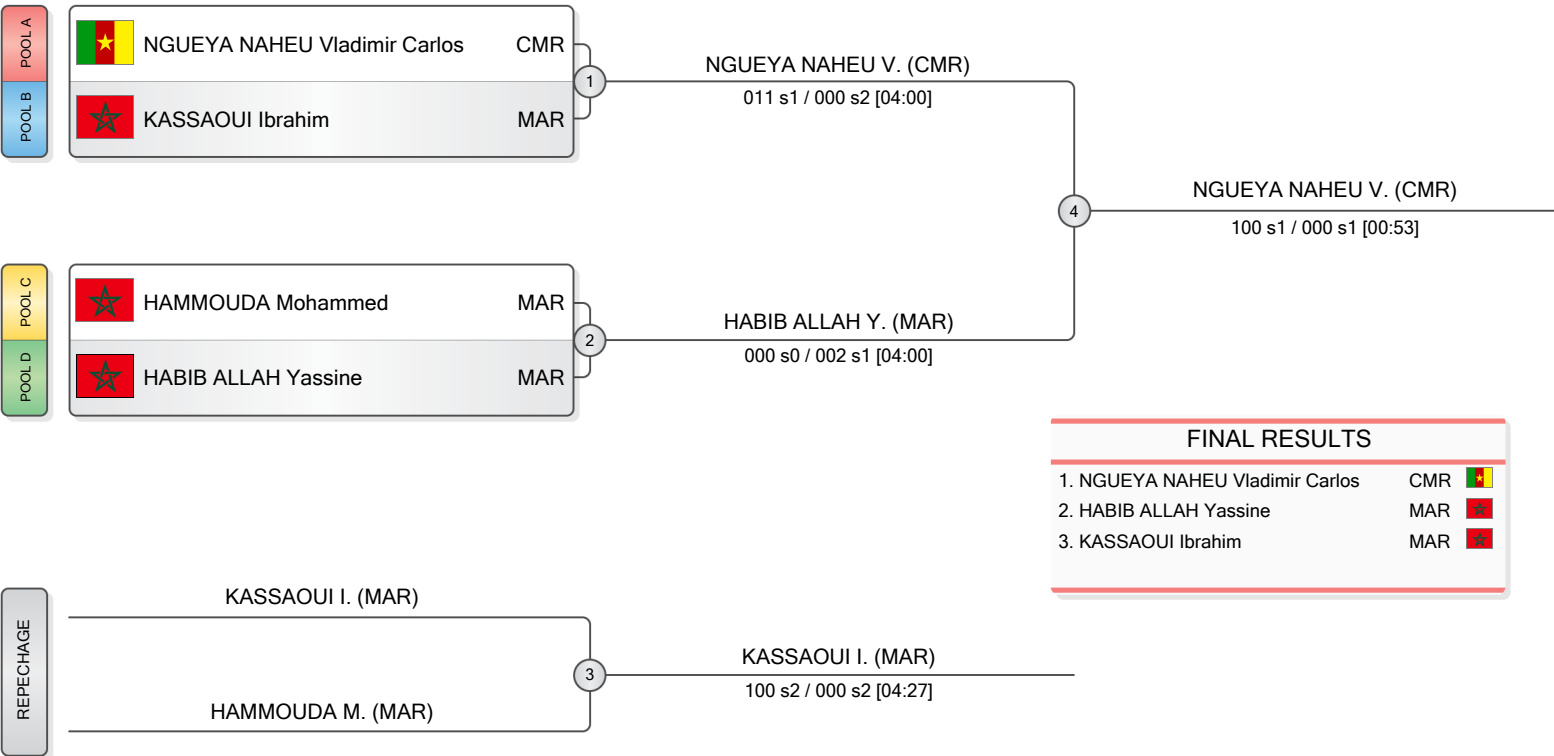 POOL A
NGUEYA NAHEU Vladimir Carlos CMR
1
POOL B
KASSAOUI Ibrahim MAR
NGUEYA NAHEU V. (CMR)
011 s1 / 000 s2 [04:00]
4
NGUEYA NAHEU V. (CMR)
100 s1 / 000 s1 [00:53]
POOL C
HAMMOUDA Mohammed MAR
2
POOL D
HABIB ALLAH Yassine MAR
HABIB ALLAH Y. (MAR)
000 s0 / 002 s1 [04:00]
FINAL RESULTS
1. NGUEYA NAHEU Vladimir Carlos CMR
2. HABIB ALLAH Yassine MAR
3. KASSAOUI Ibrahim MAR
REPECHAGE
KASSAOUI I. (MAR)
3
HAMMOUDA M. (MAR)
KASSAOUI I. (MAR)
100 s2 / 000 s2 [04:27]